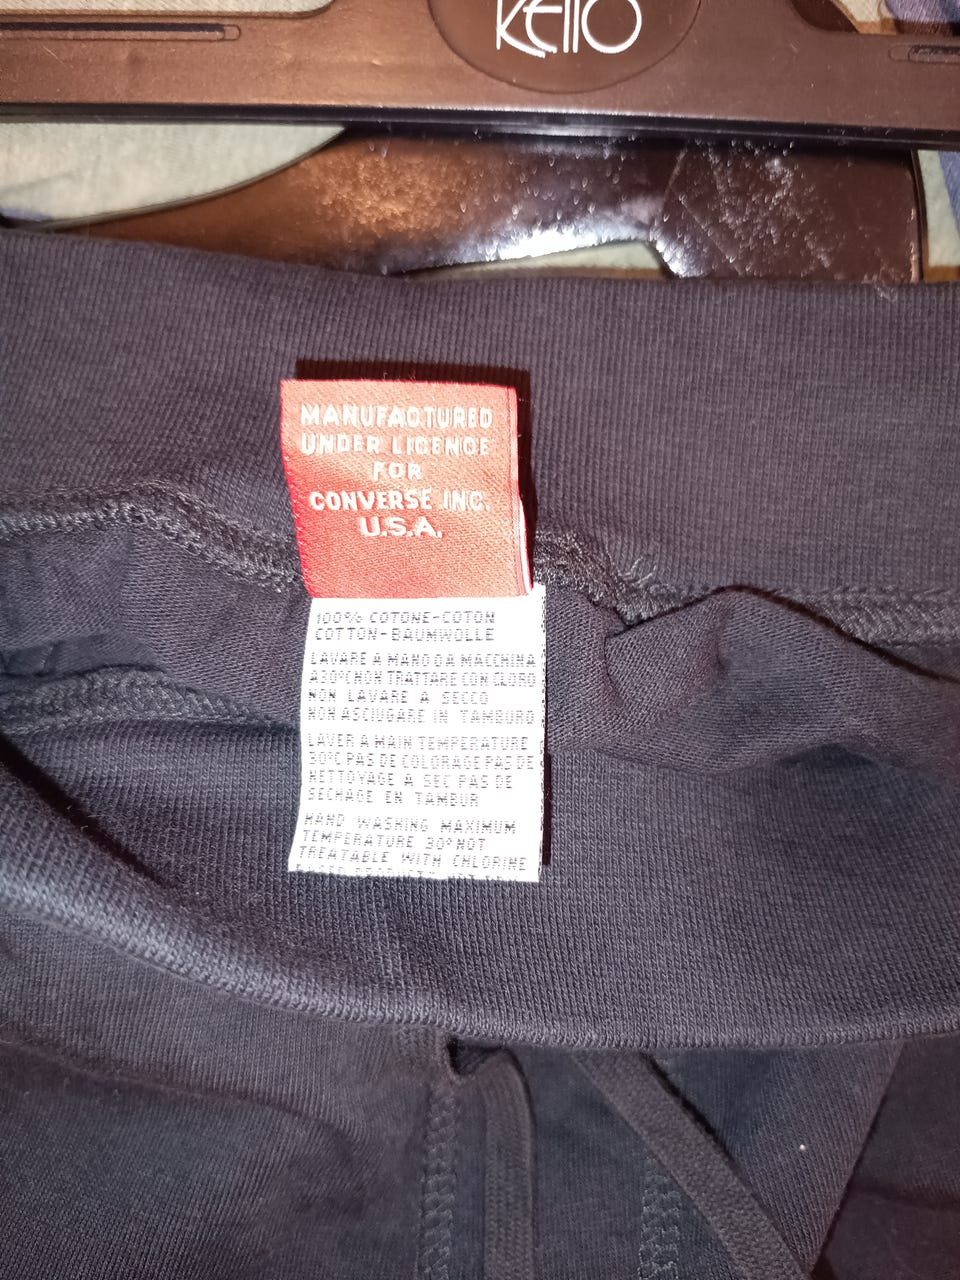 KEITO
MANUFACTURED
UNDER LICENCE
FOR
CONVERSE INC.
U.S.A.
100% COTONE-COTON
COTTON-BAUMWOLLE
LAVARE A MANO O A MACCHINA
A 30°C NON TRATTARE CON CLORO
NON LAVARE A SECCO
NON ASCIUGARE IN TAMBURO
LAVER A MAIN TEMPERATURE
30°C PAS DE COLORAGE PAS DE
NETTOYAGE A SEC PAS DE
SECHAGE EN TAMBUR
HAND WASHING MAXIMUM
TEMPERATURE 30° NOT
TREATABLE WITH CHLORINE